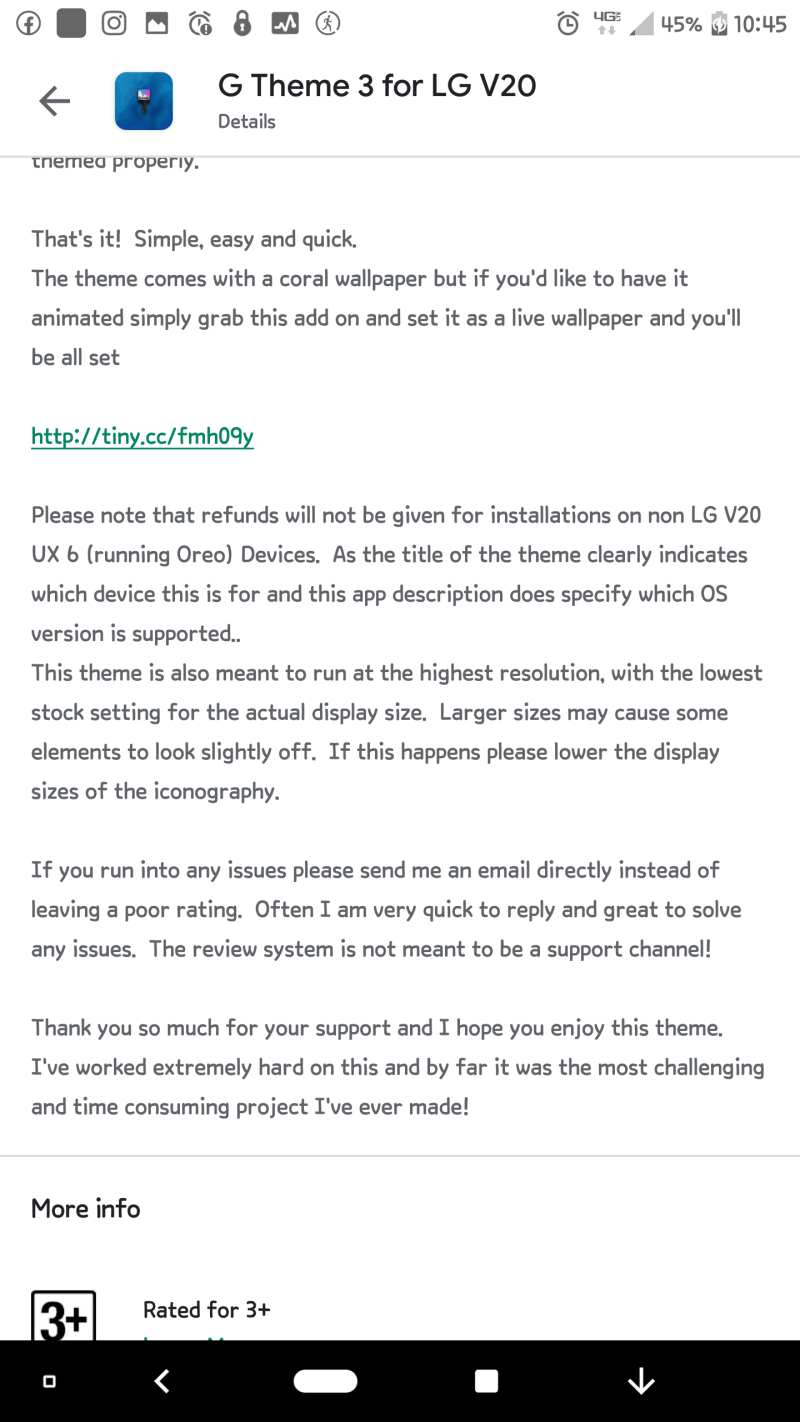 4GE 45% 10:45
G Theme 3 for LG V20
Details
themed properly.
That's it!  Simple, easy and quick.
The theme comes with a coral wallpaper but if you'd like to have it
animated simply grab this add on and set it as a live wallpaper and you'll
be all set
http://tiny.cc/fmh09y
Please note that refunds will not be given for installations on non LG V20
UX 6 (running Oreo) Devices.  As the title of the theme clearly indicates
which device this is for and this app description does specify which OS
version is supported..
This theme is also meant to run at the highest resolution, with the lowest
stock setting for the actual display size.  Larger sizes may cause some
elements to look slightly off.  If this happens please lower the display
sizes of the iconography.
If you run into any issues please send me an email directly instead of
leaving a poor rating.  Often I am very quick to reply and great to solve
any issues.  The review system is not meant to be a support channel!
Thank you so much for your support and I hope you enjoy this theme.
I've worked extremely hard on this and by far it was the most challenging
and time consuming project I've ever made!
More info
3+ Rated for 3+